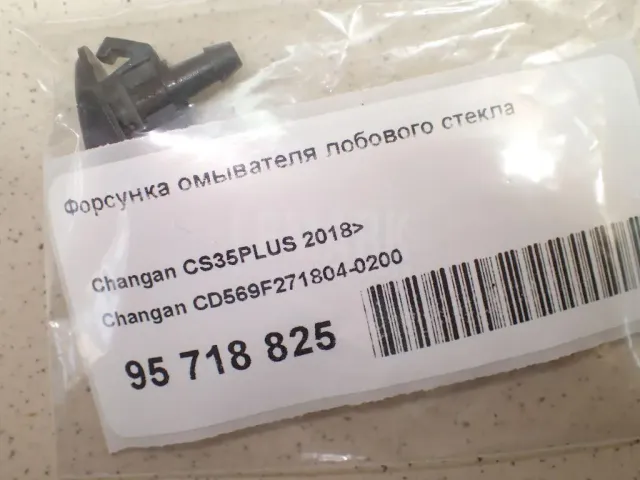 Форсунка омывателя лобового стекла
Changan CS35PLUS 2018>
Changan CD569F271804-0200
95 718 825